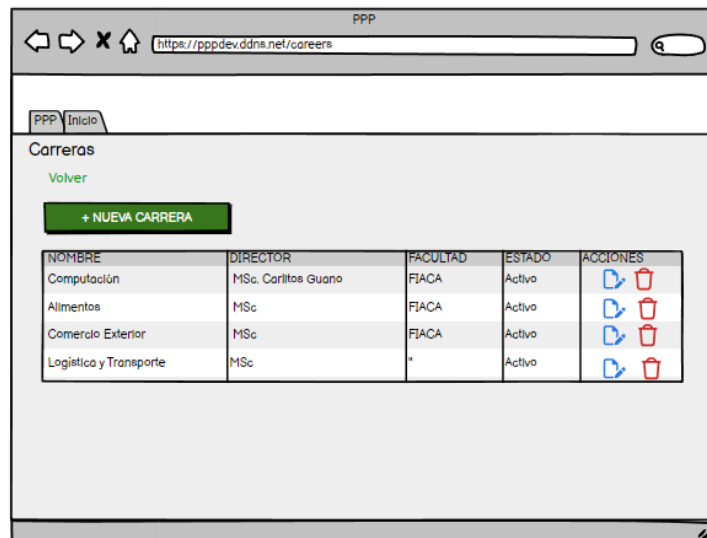 PPP
https://pppdev.ddns.net/careers
PPP Inicio
Carreras
Volver
+ NUEVA CARRERA
NOMBRE DIRECTOR FACULTAD ESTADO ACCIONES
Computación MSc. Carlitos Guano FIACA Activo
Alimentos MSc FIACA Activo
Comercio Exterior MSc FIACA Activo
Logística y Transporte MSc " Activo